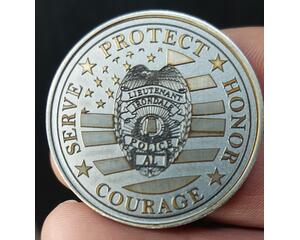 SERVE PROTECT HONOR
COURAGE
LIEUTENANT
IRONDALE
POLICE
AL